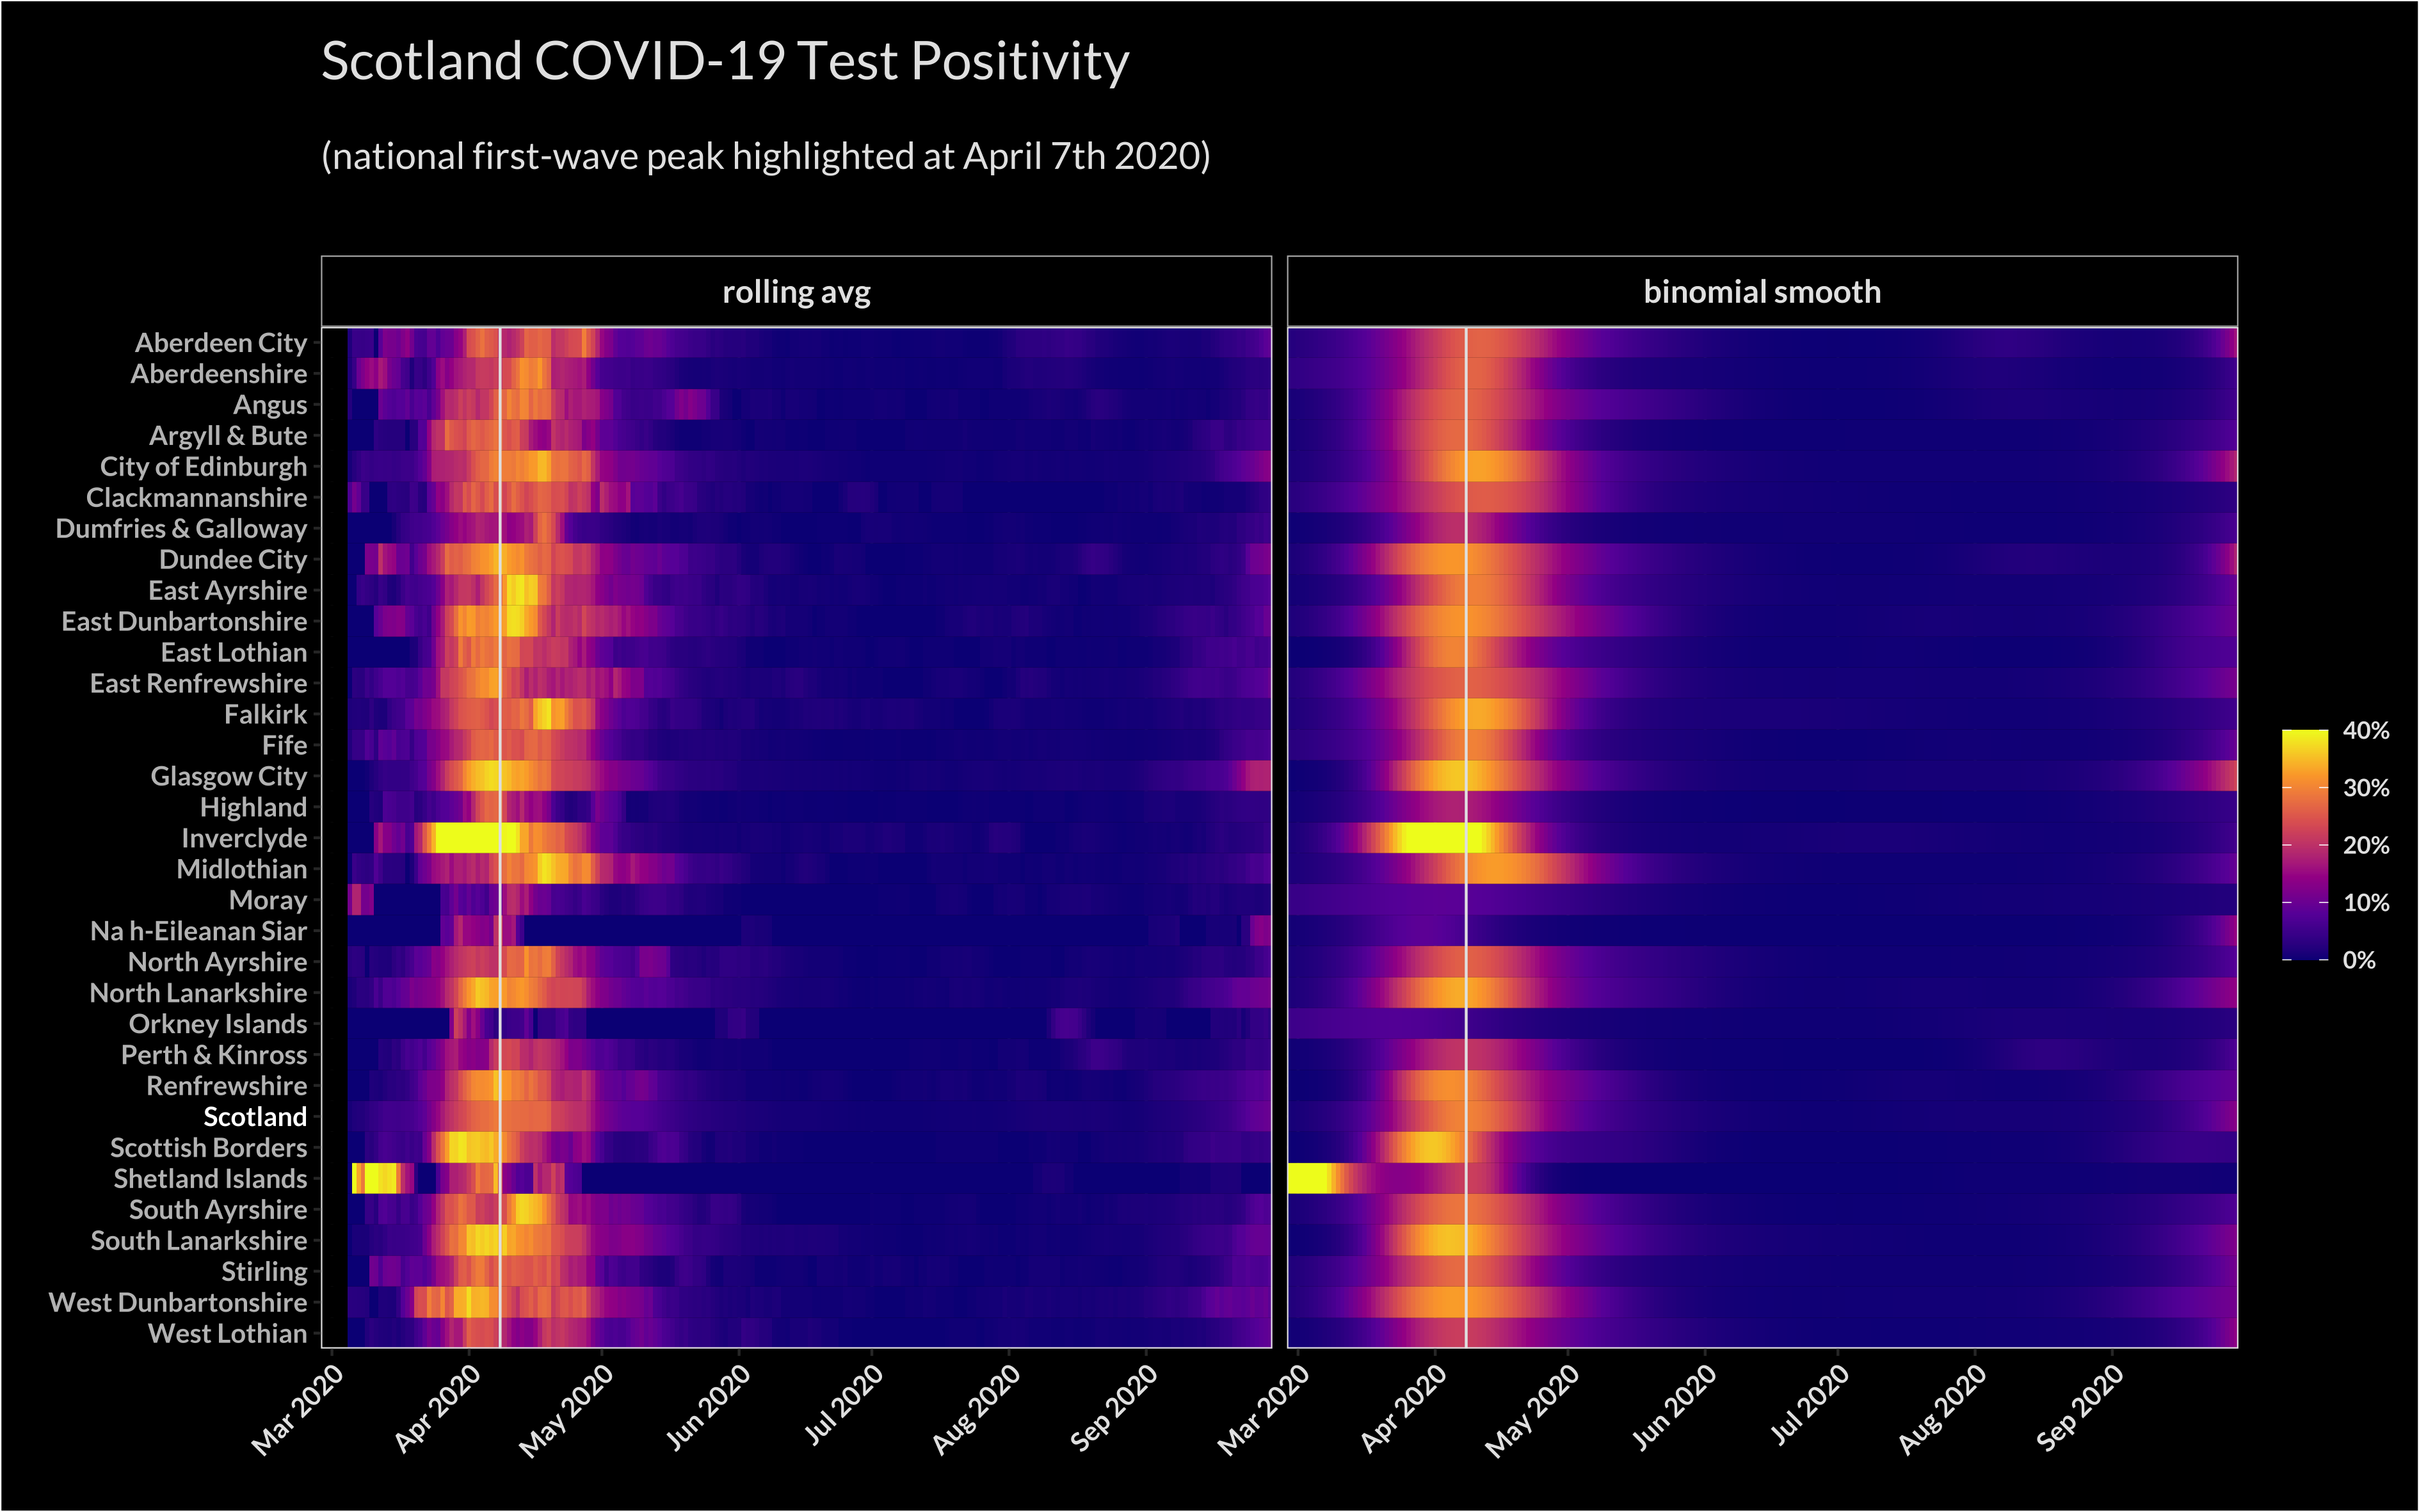 Scotland COVID-19 Test Positivity
(national first-wave peak highlighted at April 7th 2020)
rolling avg
binomial smooth
Aberdeen City
Aberdeenshire
Angus
Argyll & Bute
City of Edinburgh
Clackmannanshire
Dumfries & Galloway
Dundee City
East Ayrshire
East Dunbartonshire
East Lothian
East Renfrewshire
Falkirk
Fife
Glasgow City
Highland
Inverclyde
Midlothian
Moray
Na h-Eileanan Siar
North Ayrshire
North Lanarkshire
Orkney Islands
Perth & Kinross
Renfrewshire
Scotland
Scottish Borders
Shetland Islands
South Ayrshire
South Lanarkshire
Stirling
West Dunbartonshire
West Lothian
Mar 2020
Apr 2020
May 2020
Jun 2020
Jul 2020
Aug 2020
Sep 2020
Mar 2020
Apr 2020
May 2020
Jun 2020
Jul 2020
Aug 2020
Sep 2020
40%
30%
20%
10%
0%